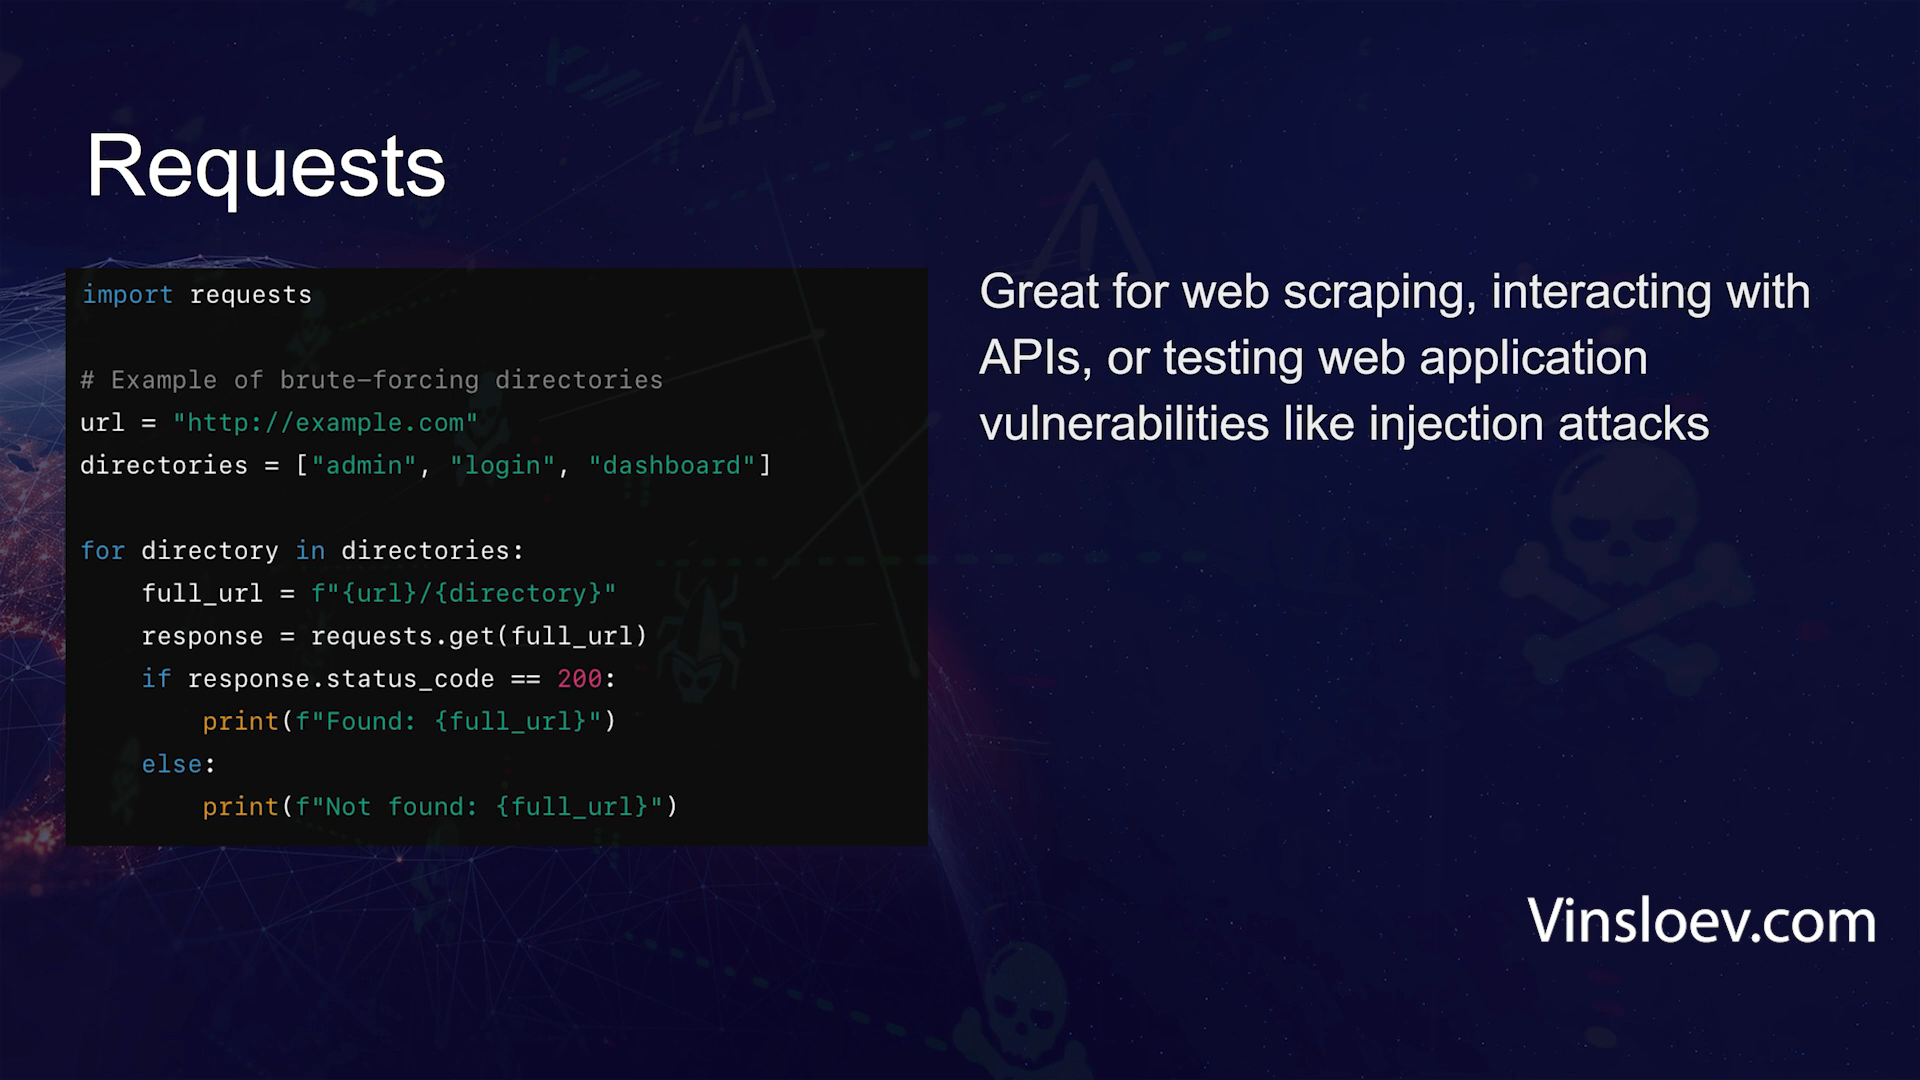 Requests
import requests
# Example of brute-forcing directories
url = "http://example.com"
directories = ["admin", "login", "dashboard"]
for directory in directories:
    full_url = f"{url}/{directory}"
    response = requests.get(full_url)
    if response.status_code == 200:
        print(f"Found: {full_url}")
    else:
        print(f"Not found: {full_url}")
Great for web scraping, interacting with
APIs, or testing web application
vulnerabilities like injection attacks
Vinsloev.com